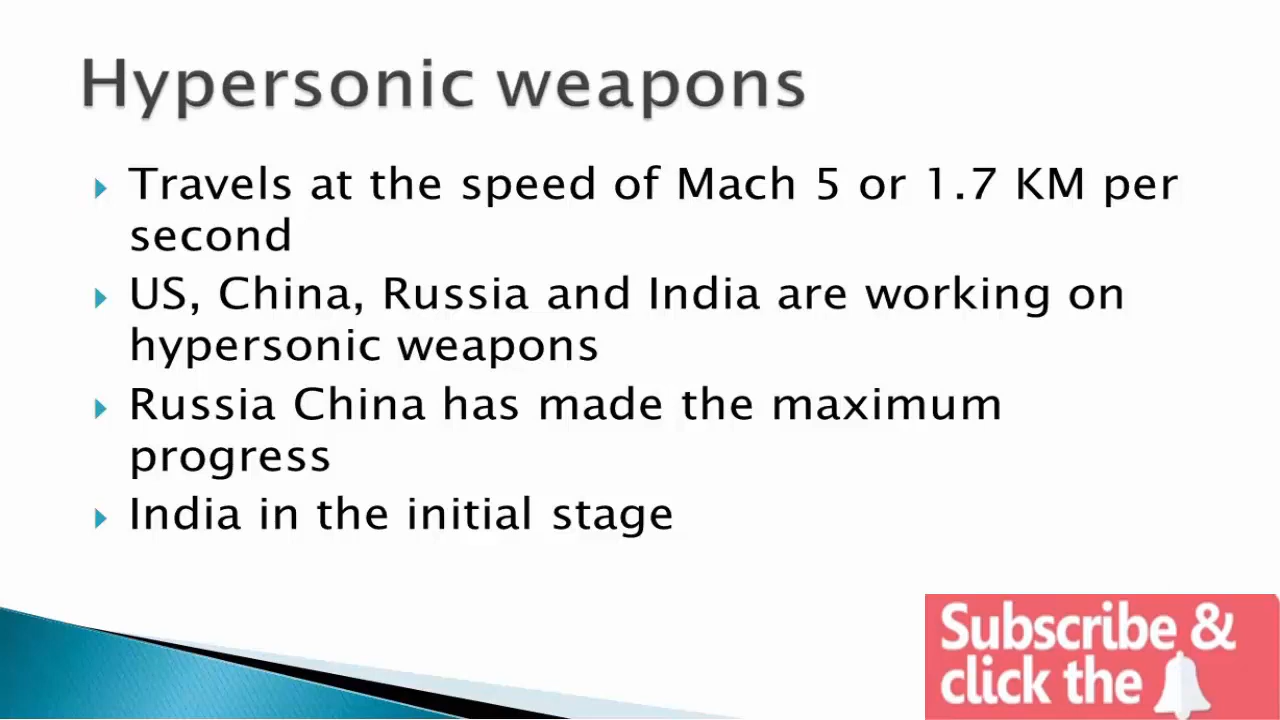 Hypersonic weapons
Travels at the speed of Mach 5 or 1.7 KM per
second
US, China, Russia and India are working on
hypersonic weapons
Russia China has made the maximum
progress
India in the initial stage
Subscribe &
click the